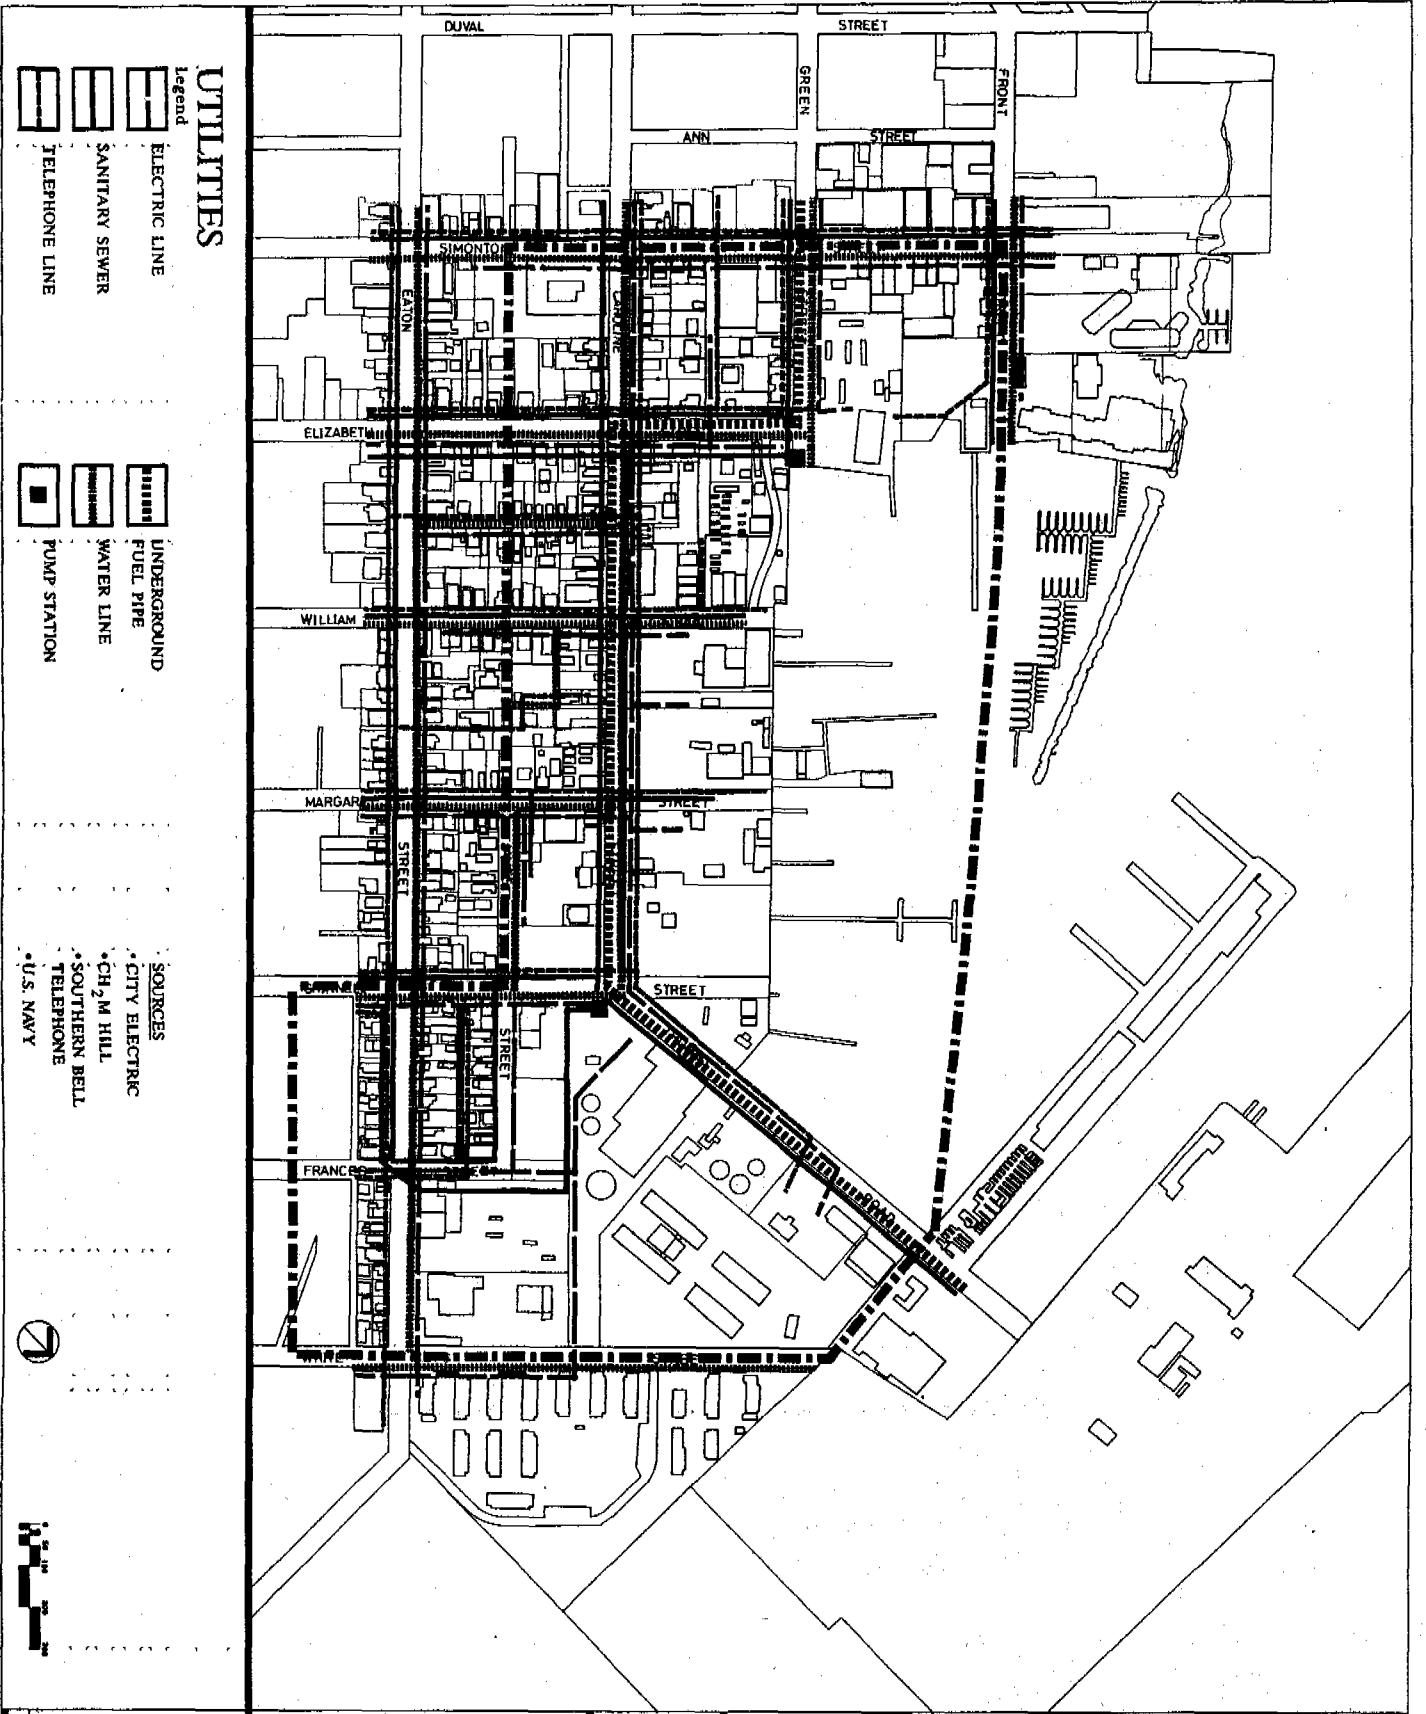 UTILITIES
Legend
ELECTRIC LINE
SANITARY SEWER
TELEPHONE LINE
UNDERGROUND
FUEL PIPE
WATER LINE
PUMP STATION
SOURCES
• CITY ELECTRIC
• CH₂M HILL
• SOUTHERN BELL
TELEPHONE
• U.S. NAVY
DUVAL STREET
GREEN
FRONT
ANN STREET
SIMONTON
EATON
CAROLINE
ELIZABETH
WILLIAM
MARGAR
STREET
STREET
STREET
STREET
FRANCES
WHITE